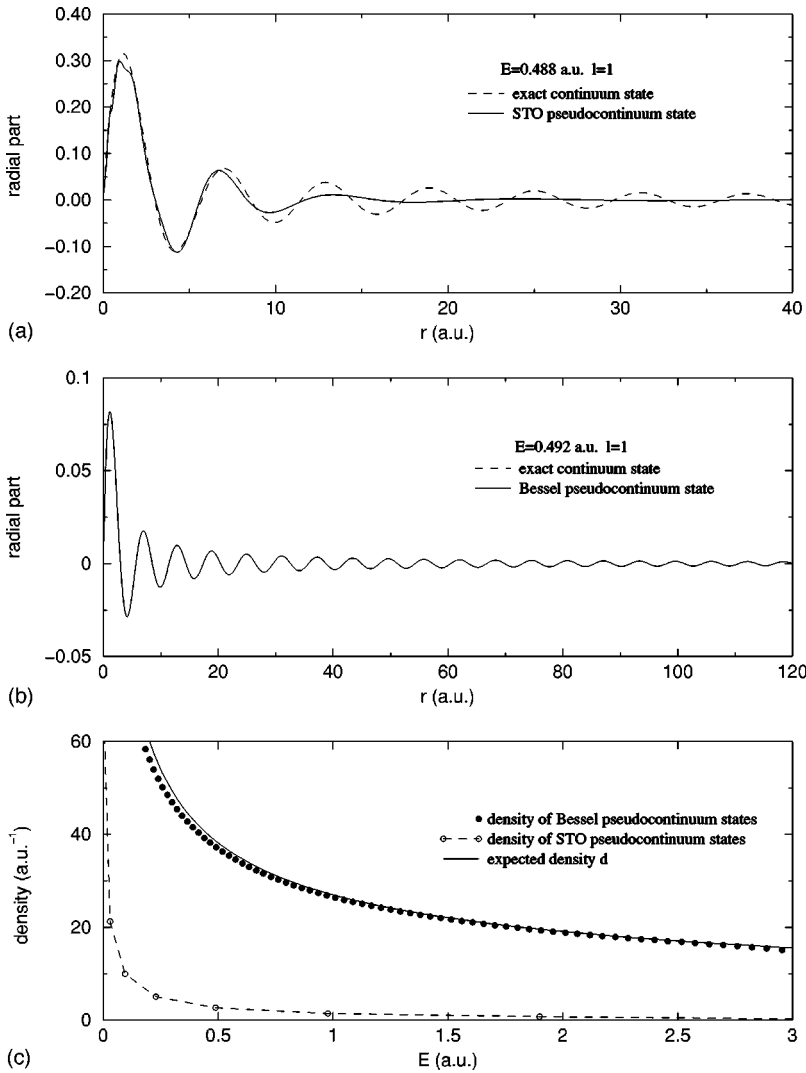 0.40
0.30
0.20
0.10
0.00
-0.10
-0.20
radial part
E=0.488 a.u. l=1
exact continuum state
STO pseudocontinuum state
0
10
20
30
40
r (a.u.)
(a)
0.1
0.05
0
-0.05
radial part
E=0.492 a.u. l=1
exact continuum state
Bessel pseudocontinuum state
0
20
40
60
80
100
120
r (a.u.)
(b)
60
40
20
0
density (a.u.⁻¹)
density of Bessel pseudocontinuum states
density of STO pseudocontinuum states
expected density d
0
0.5
1
1.5
2
2.5
3
E (a.u.)
(c)